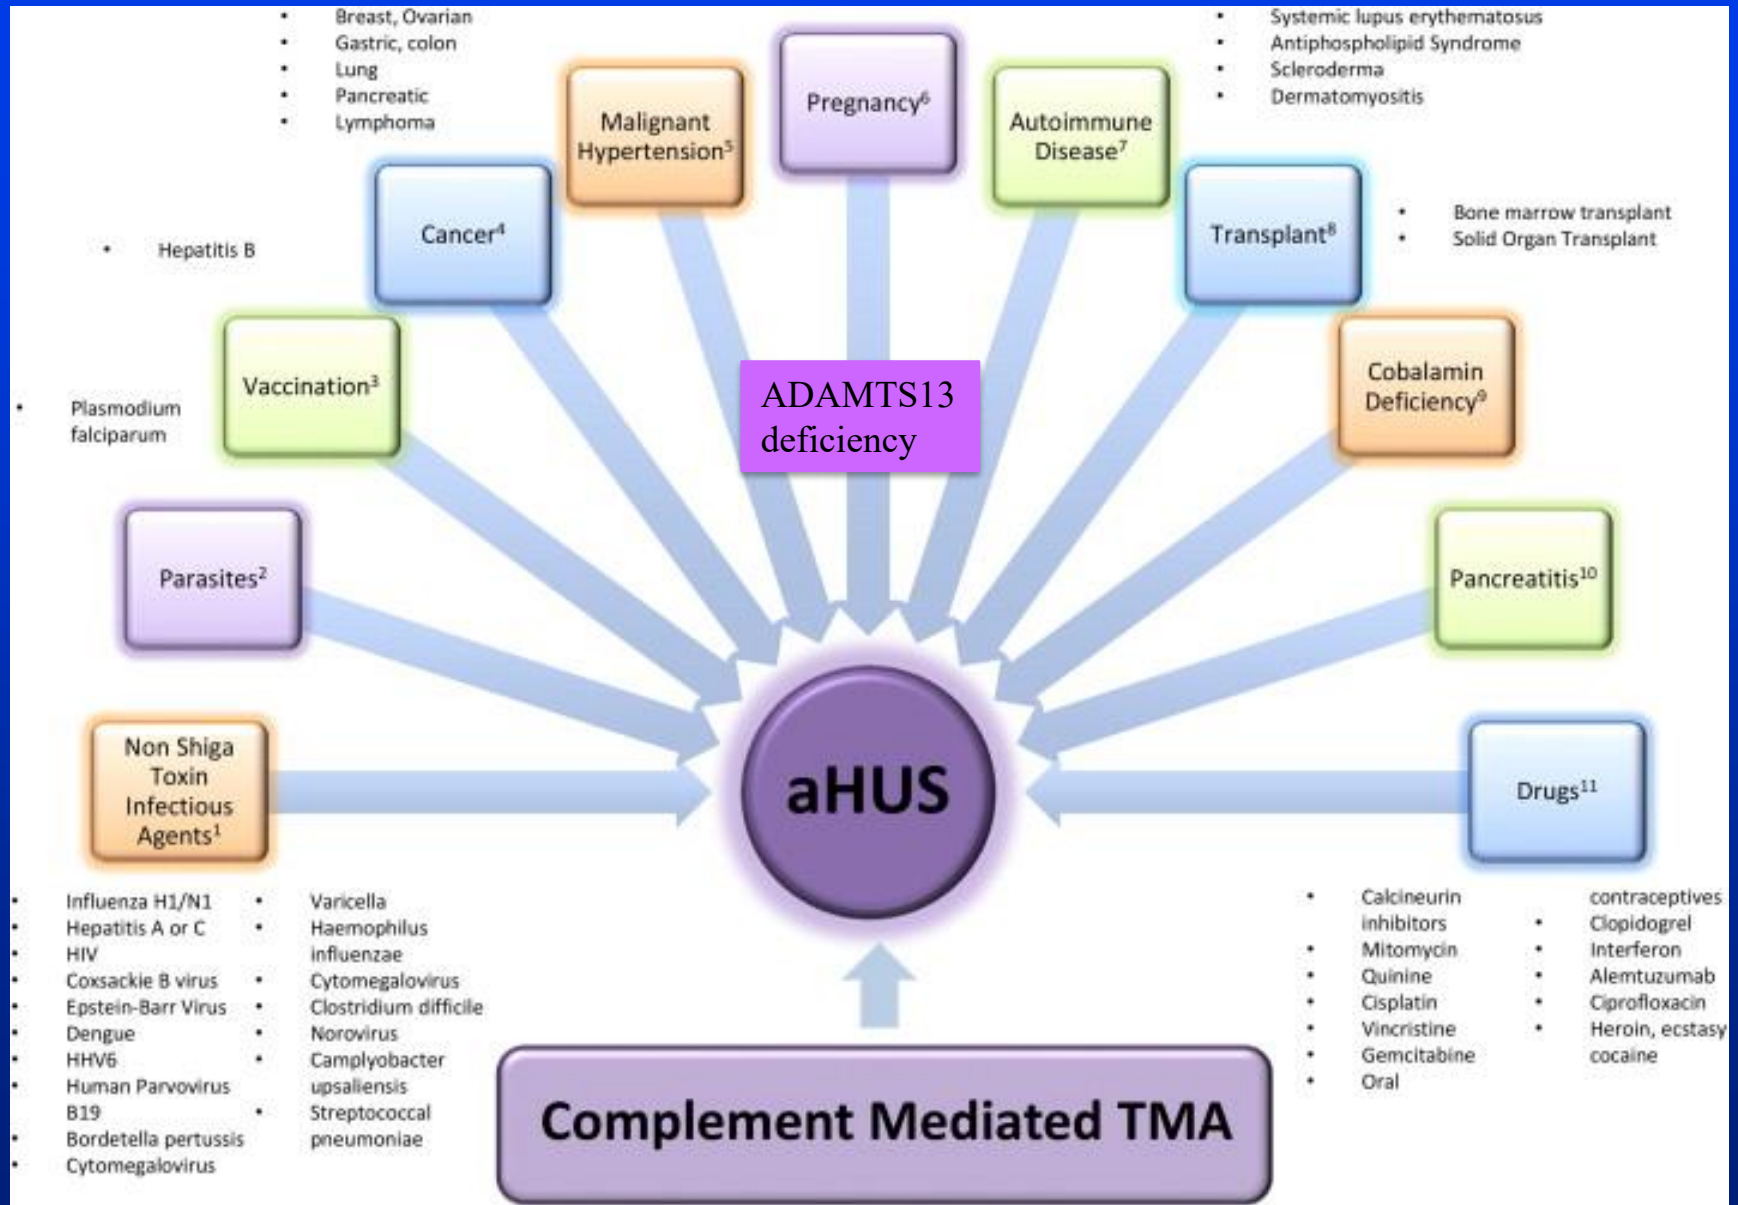 • Breast, Ovarian
• Gastric, colon
• Lung
• Pancreatic
• Lymphoma
• Systemic lupus erythematosus
• Antiphospholipid Syndrome
• Scleroderma
• Dermatomyositis
Pregnancy⁶
Malignant
Hypertension⁵
Autoimmune
Disease⁷
Cancer⁴
Transplant⁸
• Bone marrow transplant
• Solid Organ Transplant
• Hepatitis B
Vaccination³
ADAMTS13
deficiency
Cobalamin
Deficiency⁹
• Plasmodium
falciparum
Parasites²
Pancreatitis¹⁰
Non Shiga
Toxin
Infectious
Agents¹
aHUS
Drugs¹¹
• Influenza H1/N1
• Hepatitis A or C
• HIV
• Coxsackie B virus
• Epstein-Barr Virus
• Dengue
• HHV6
• Human Parvovirus
B19
• Bordetella pertussis
• Cytomegalovirus
• Varicella
• Haemophilus
influenzae
• Cytomegalovirus
• Clostridium difficile
• Norovirus
• Camplyobacter
upsaliensis
• Streptococcal
pneumoniae
• Calcineurin
inhibitors
• Mitomycin
• Quinine
• Cisplatin
• Vincristine
• Gemcitabine
• Oral
contraceptives
• Clopidogrel
• Interferon
• Alemtuzumab
• Ciprofloxacin
• Heroin, ecstasy
cocaine
Complement Mediated TMA